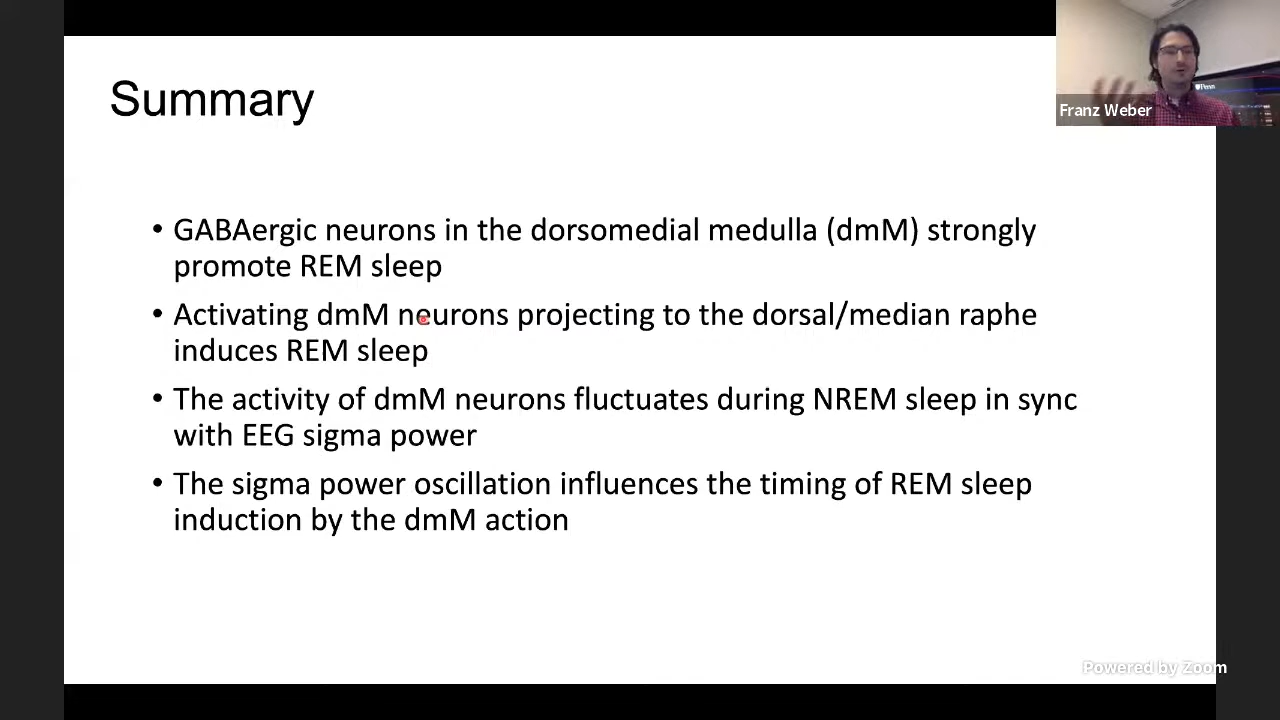 Summary
• GABAergic neurons in the dorsomedial medulla (dmM) strongly
promote REM sleep
• Activating dmM neurons projecting to the dorsal/median raphe
induces REM sleep
• The activity of dmM neurons fluctuates during NREM sleep in sync
with EEG sigma power
• The sigma power oscillation influences the timing of REM sleep
induction by the dmM action
Penn
Franz Weber
Powered by Zoom